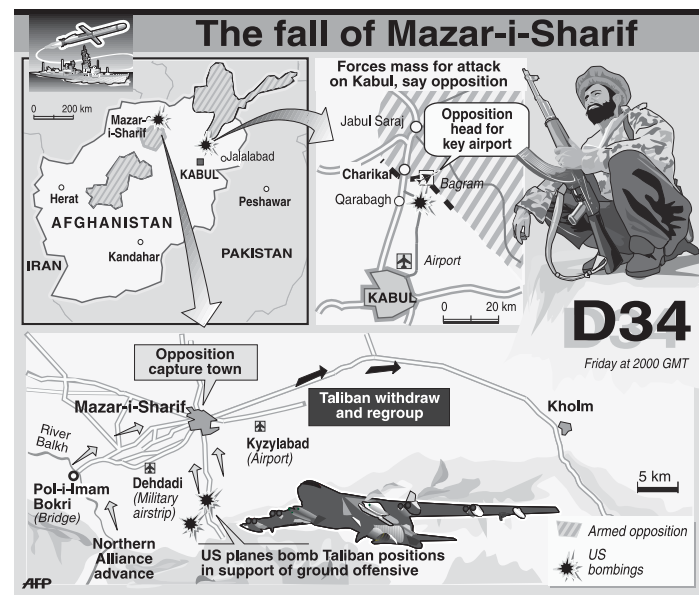 The fall of Mazar-i-Sharif
0 200 km
Mazar-
i-Sharif
Jalalabad
KABUL
Herat
Peshawar
AFGHANISTAN
Kandahar
IRAN
PAKISTAN
Forces mass for attack
on Kabul, say opposition
Jabul Saraj
Opposition
head for
key airport
Charikar
Bagram
Qarabagh
Airport
KABUL
0 20 km
D34
Friday at 2000 GMT
Opposition
capture town
Mazar-i-Sharif
Taliban withdraw
and regroup
Kholm
River
Balkh
Kyzylabad
(Airport)
Pol-i-Imam
Bokri
(Bridge)
Dehdadi
(Military
airstrip)
5 km
Northern
Alliance
advance
US planes bomb Taliban positions
in support of ground offensive
Armed opposition
US
bombings
AFP